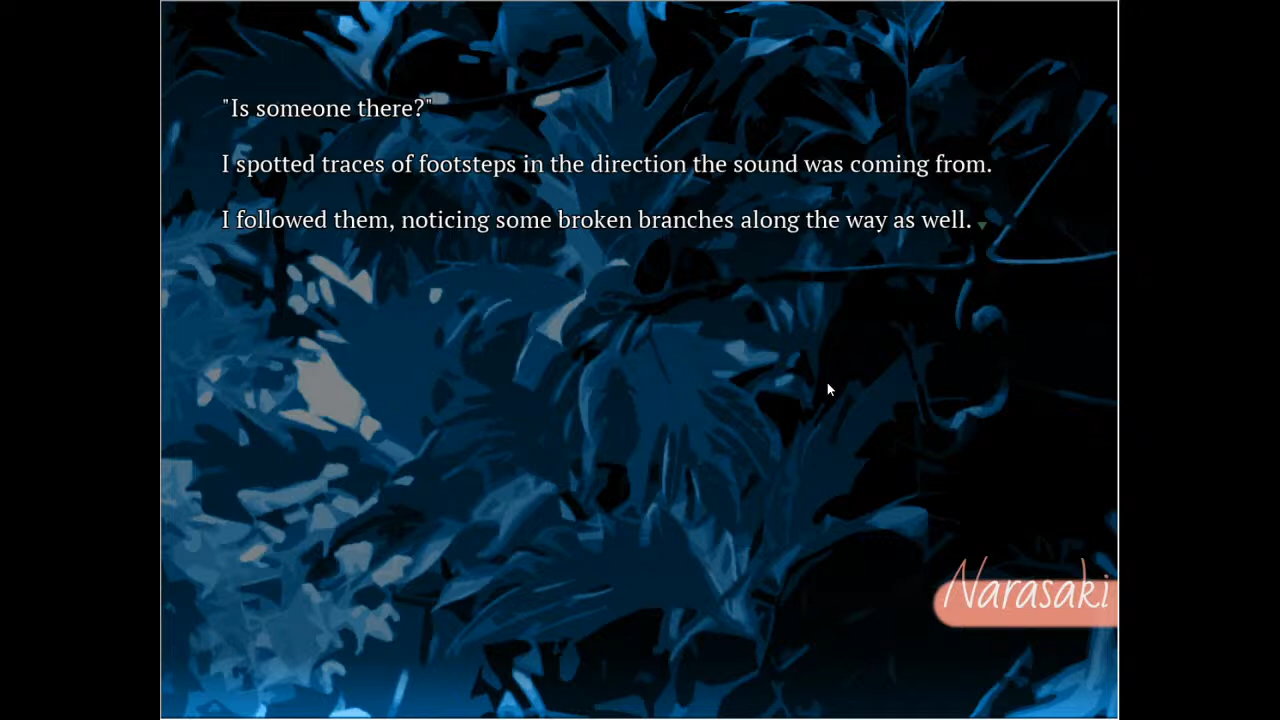 "Is someone there?"
I spotted traces of footsteps in the direction the sound was coming from.
I followed them, noticing some broken branches along the way as well.
Narasaki